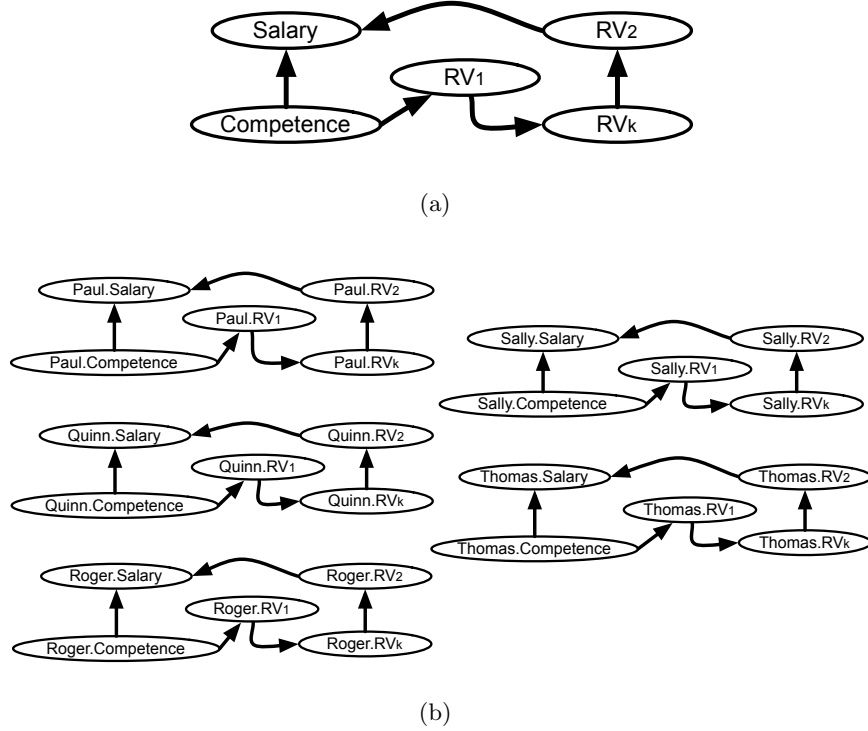 Salary
RV2
RV1
Competence
RVk
(a)
Paul.Salary
Paul.RV2
Paul.RV1
Paul.Competence
Paul.RVk
Quinn.Salary
Quinn.RV2
Quinn.RV1
Quinn.Competence
Quinn.RVk
Roger.Salary
Roger.RV2
Roger.RV1
Roger.Competence
Roger.RVk
Sally.Salary
Sally.RV2
Sally.RV1
Sally.Competence
Sally.RVk
Thomas.Salary
Thomas.RV2
Thomas.RV1
Thomas.Competence
Thomas.RVk
(b)